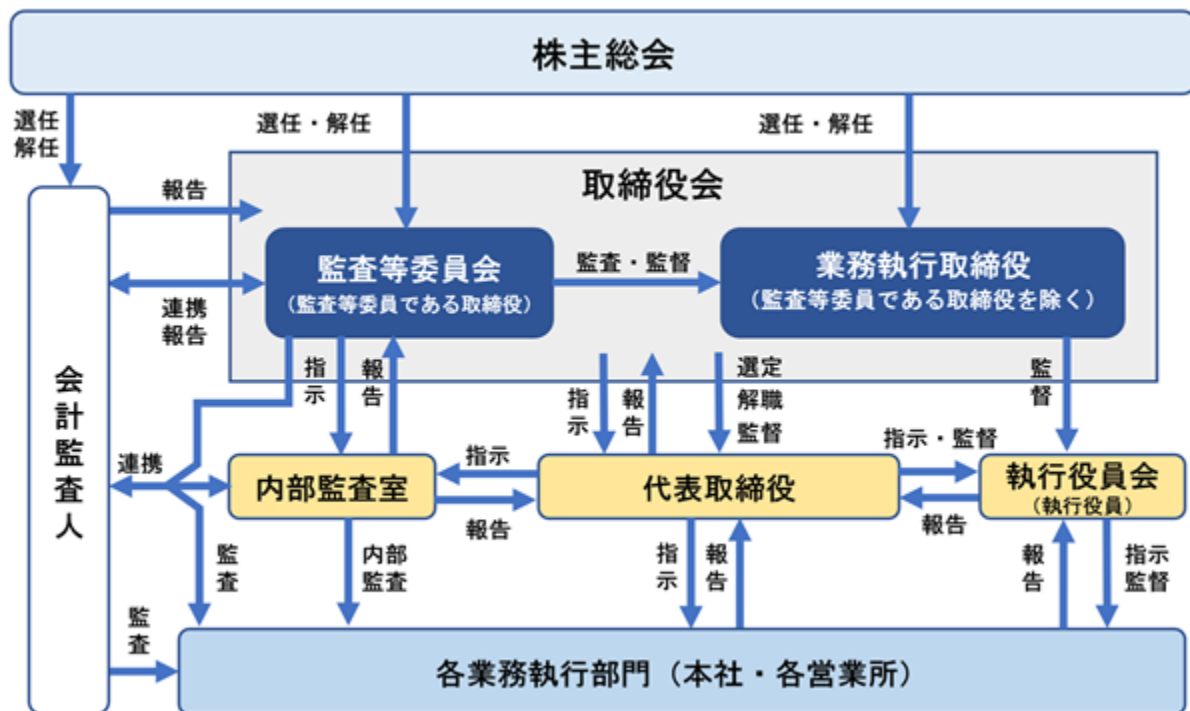 株主総会
選任
解任
選任・解任
選任・解任
取締役会
報告
監査等委員会
(監査等委員である取締役)
監査・監督
業務執行取締役
(監査等委員である取締役を除く)
連携
報告
指示
報告
指示
報告
選定
解職
監督
監督
会計監査人
連携
内部監査室
指示
報告
代表取締役
指示・監督
報告
執行役員会
(執行役員)
監査
内部
監査
指示
報告
報告
指示
監督
監査
各業務執行部門（本社・各営業所）